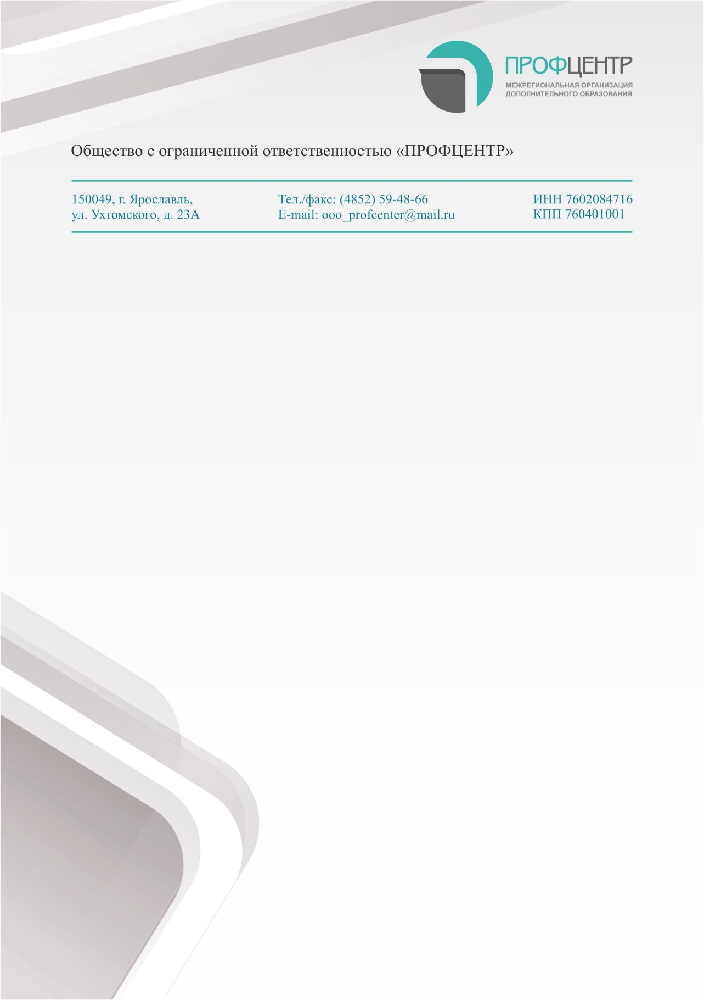 ПРОФЦЕНТР
МЕЖРЕГИОНАЛЬНАЯ ОРГАНИЗАЦИЯ
ДОПОЛНИТЕЛЬНОГО ОБРАЗОВАНИЯ
Общество с ограниченной ответственностью «ПРОФЦЕНТР»
150049, г. Ярославль,
ул. Ухтомского, д. 23А
Тел./факс: (4852) 59-48-66
E-mail: ooo_profcenter@mail.ru
ИНН 7602084716
КПП 760401001